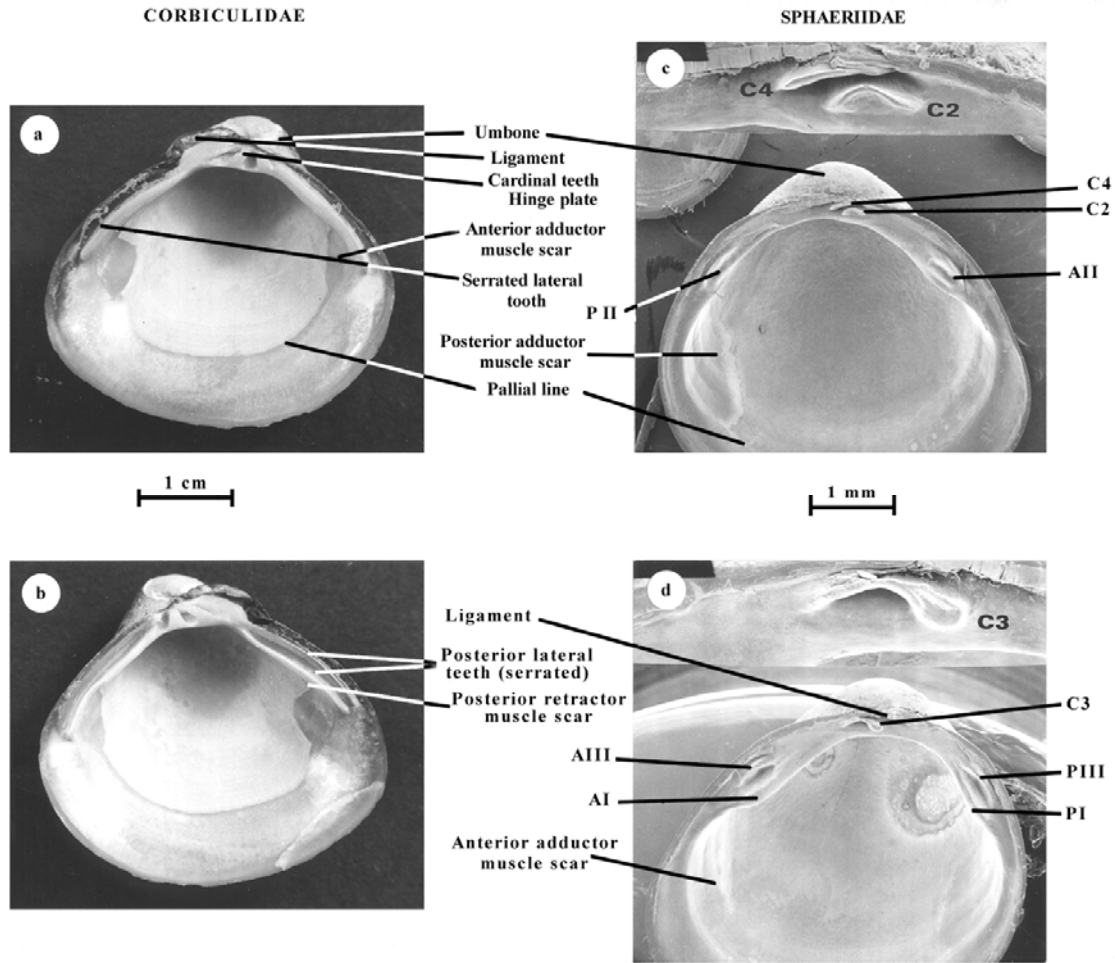 CORBICULIDAE
SPHAERIIDAE
a
c
C4
C2
Umbone
Ligament
Cardinal teeth
Hinge plate
Anterior adductor
muscle scar
Serrated lateral
tooth
P II
Posterior adductor
muscle scar
Pallial line
C4
C2
AII
1 cm
1 mm
b
d
C3
Ligament
Posterior lateral
teeth (serrated)
Posterior retractor
muscle scar
AIII
AI
Anterior adductor
muscle scar
C3
PIII
PI